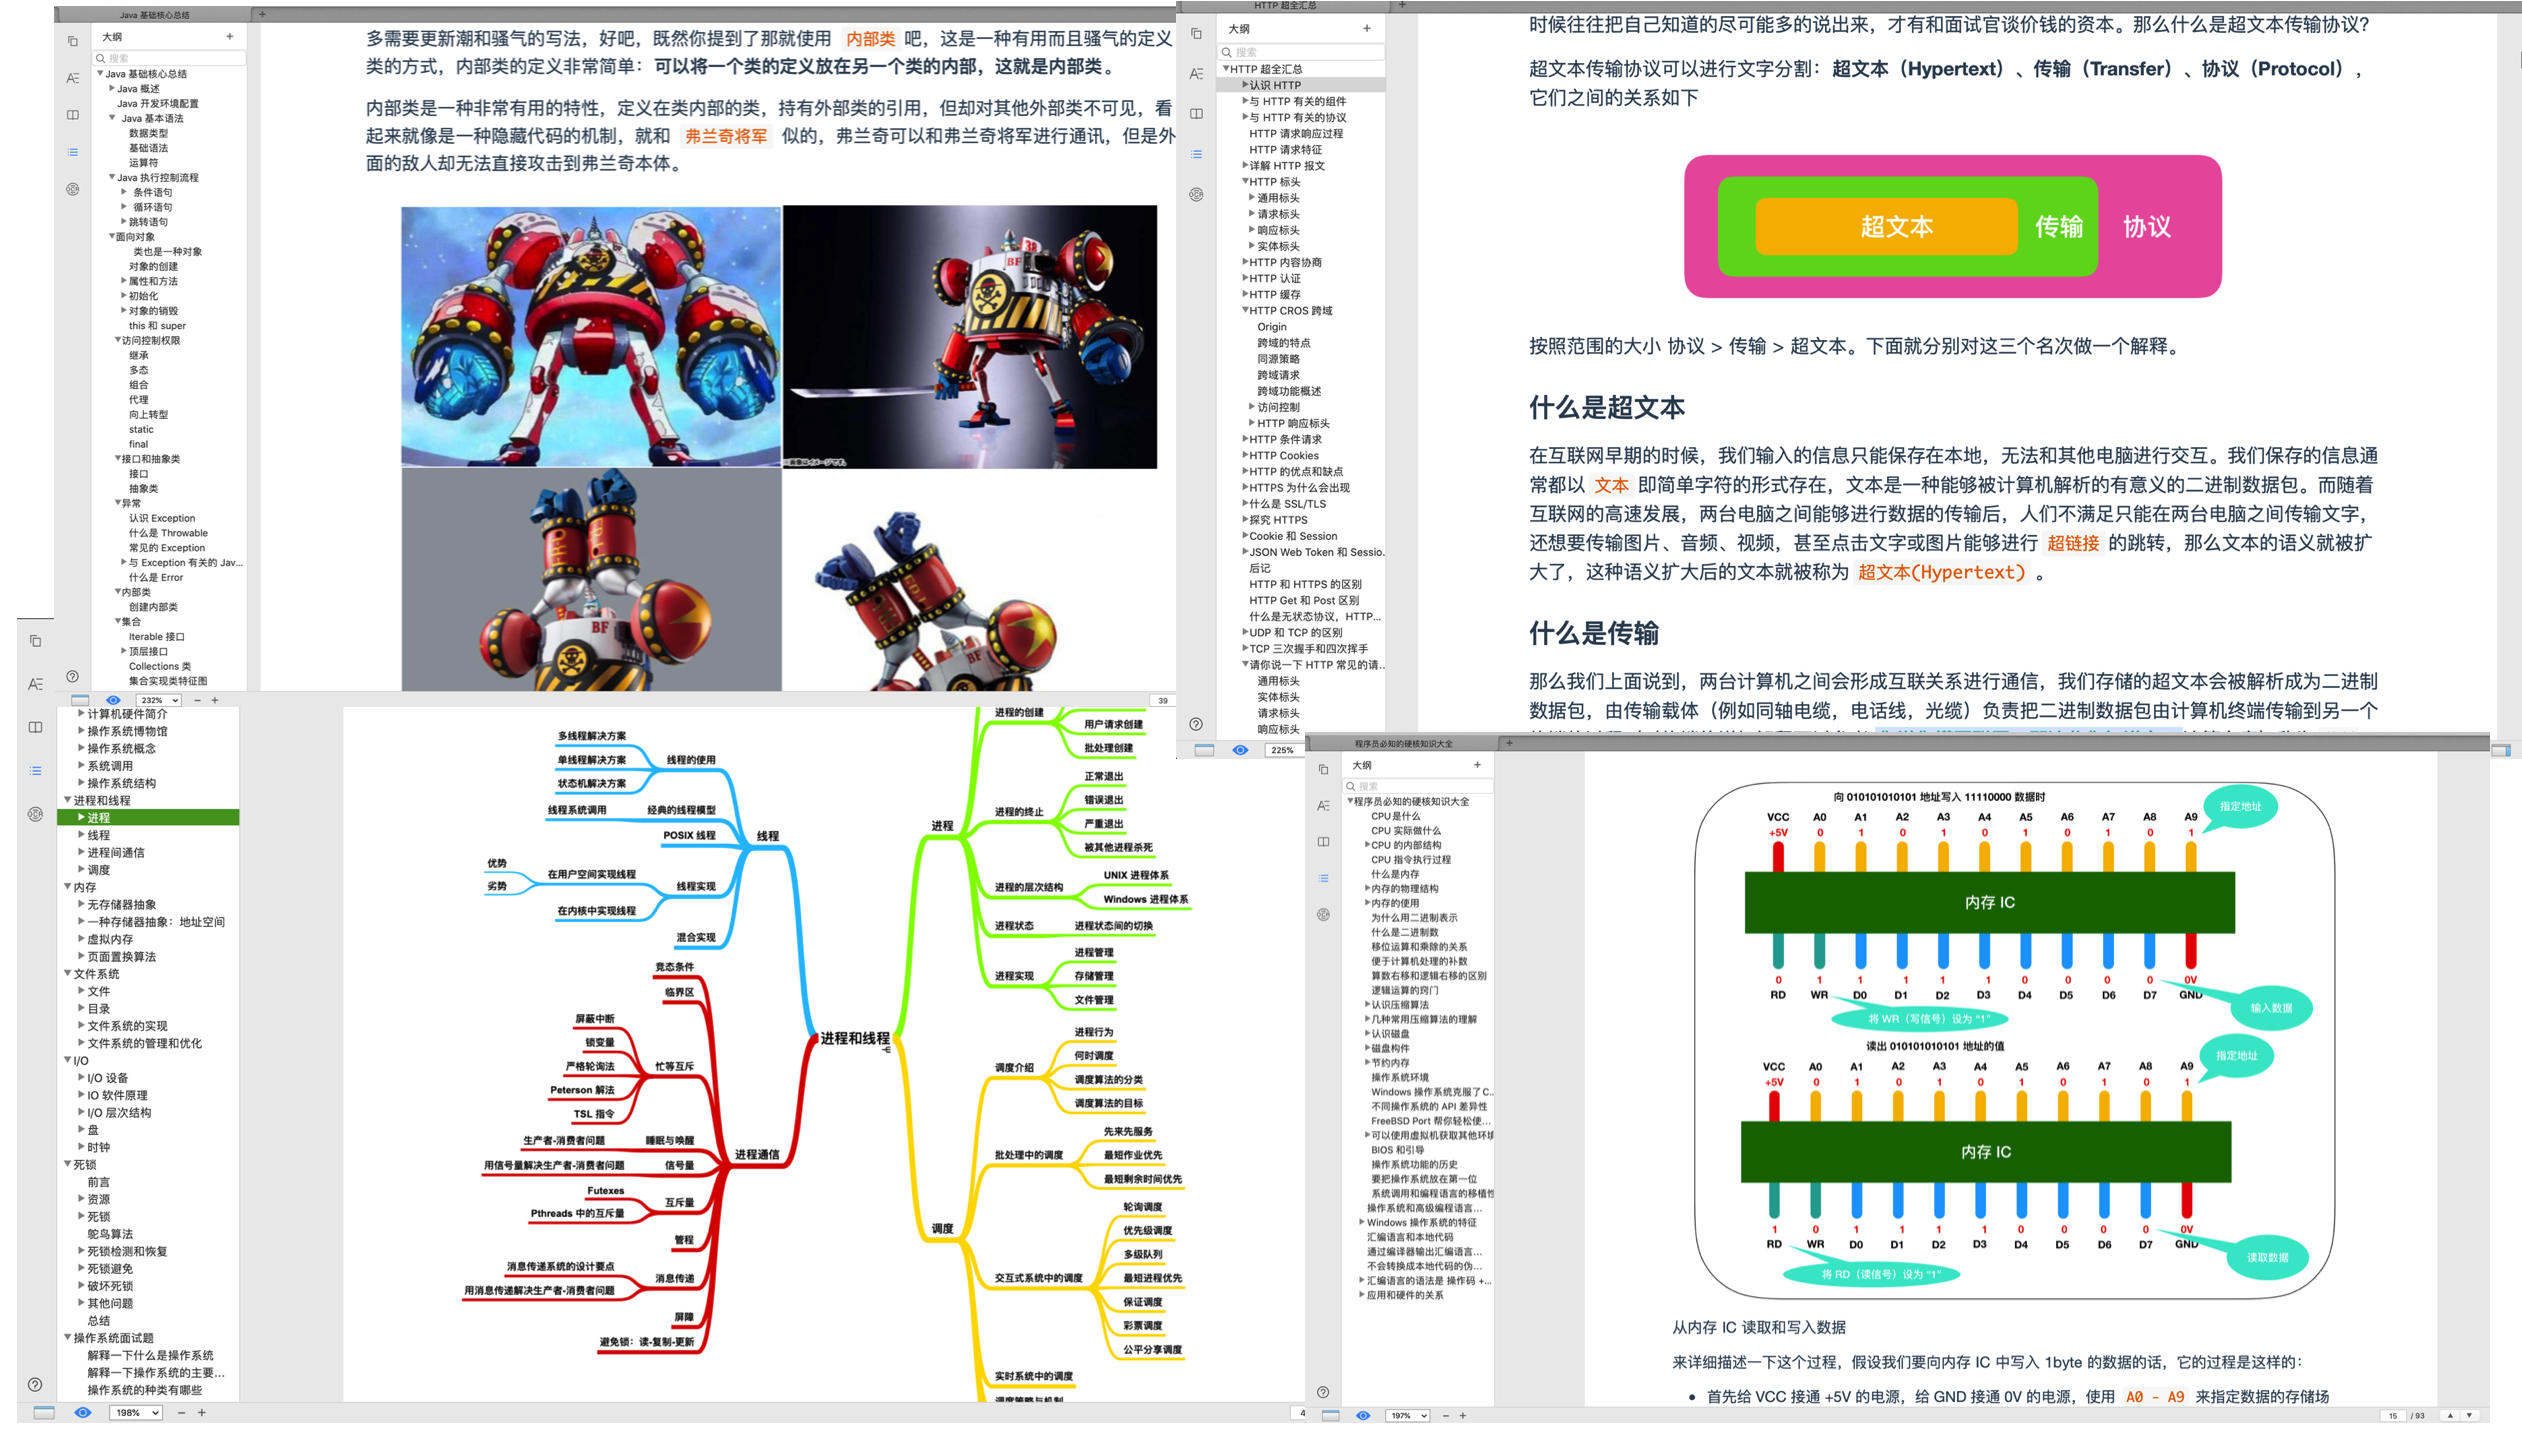 Java 基础核心总结
大纲
搜索
Java 基础核心总结
Java 概述
Java 开发环境配置
Java 基本语法
数据类型
基础语法
运算符
Java 执行控制流程
条件语句
循环语句
跳转语句
面向对象
类也是一种对象
对象的创建
属性和方法
初始化
对象的销毁
this 和 super
访问控制权限
继承
多态
组合
代理
向上转型
static
final
接口和抽象类
接口
抽象类
异常
认识 Exception
什么是 Throwable
常见的 Exception
与 Exception 有关的 Jav...
什么是 Error
内部类
创建内部类
集合
Iterable 接口
顶层接口
Collections 类
集合实现类特征图
232%
39
多需要更新潮和骚气的写法，好吧，既然你提到了那就使用 内部类 吧，这是一种有用而且骚气的定义
类的方式，内部类的定义非常简单：可以将一个类的定义放在另一个类的内部，这就是内部类。
内部类是一种非常有用的特性，定义在类内部的类，持有外部类的引用，但却对其他外部类不可见，看
起来就像是一种隐藏代码的机制，就和 弗兰奇将军 似的，弗兰奇可以和弗兰奇将军进行通讯，但是外
面的敌人却无法直接攻击到弗兰奇本体。
BF
BF
BF
HTTP 超全汇总
大纲
搜索
HTTP 超全汇总
认识 HTTP
与 HTTP 有关的组件
与 HTTP 有关的协议
HTTP 请求响应过程
HTTP 请求特征
详解 HTTP 报文
HTTP 标头
通用标头
请求标头
响应标头
实体标头
HTTP 内容协商
HTTP 认证
HTTP 缓存
HTTP CROS 跨域
Origin
跨域的特点
同源策略
跨域请求
跨域功能概述
访问控制
HTTP 响应标头
HTTP 条件请求
HTTP Cookies
HTTP 的优点和缺点
HTTPS 为什么会出现
什么是 SSL/TLS
探究 HTTPS
Cookie 和 Session
JSON Web Token 和 Sessio.
后记
HTTP 和 HTTPS 的区别
HTTP Get 和 Post 区别
什么是无状态协议，HTTP...
UDP 和 TCP 的区别
TCP 三次握手和四次挥手
请你说一下 HTTP 常见的请..
通用标头
实体标头
请求标头
响应标头
225%
时候往往把自己知道的尽可能多的说出来，才有和面试官谈价钱的资本。那么什么是超文本传输协议？
超文本传输协议可以进行文字分割：超文本（Hypertext）、传输（Transfer）、协议（Protocol），
它们之间的关系如下
超文本 传输 协议
按照范围的大小 协议 > 传输 > 超文本。下面就分别对这三个名次做一个解释。
什么是超文本
在互联网早期的时候，我们输入的信息只能保存在本地，无法和其他电脑进行交互。我们保存的信息通
常都以 文本 即简单字符的形式存在，文本是一种能够被计算机解析的有意义的二进制数据包。而随着
互联网的高速发展，两台电脑之间能够进行数据的传输后，人们不满足只能在两台电脑之间传输文字，
还想要传输图片、音频、视频，甚至点击文字或图片能够进行 超链接 的跳转，那么文本的语义就被扩
大了，这种语义扩大后的文本就被称为 超文本(Hypertext) 。
什么是传输
那么我们上面说到，两台计算机之间会形成互联关系进行通信，我们存储的超文本会被解析成为二进制
数据包，由传输载体（例如同轴电缆，电话线，光缆）负责把二进制数据包由计算机终端传输到另一个
计算机硬件简介
操作系统博物馆
操作系统概念
系统调用
操作系统结构
进程和线程
进程
线程
进程间通信
调度
内存
无存储器抽象
一种存储器抽象：地址空间
虚拟内存
页面置换算法
文件系统
文件
目录
文件系统的实现
文件系统的管理和优化
I/O
I/O 设备
IO 软件原理
I/O 层次结构
盘
时钟
死锁
前言
资源
死锁
鸵鸟算法
死锁检测和恢复
死锁避免
破坏死锁
其他问题
总结
操作系统面试题
解释一下什么是操作系统
解释一下操作系统的主要...
操作系统的种类有哪些
198%
4
进程和线程
线程
线程的使用
多线程解决方案
单线程解决方案
状态机解决方案
经典的线程模型
线程系统调用
POSIX 线程
线程实现
在用户空间实现线程
优势
劣势
在内核中实现线程
混合实现
进程通信
竞态条件
临界区
忙等互斥
屏蔽中断
锁变量
严格轮询法
Peterson 解法
TSL 指令
睡眠与唤醒
生产者-消费者问题
信号量
用信号量解决生产者-消费者问题
互斥量
Futexes
Pthreads 中的互斥量
管程
消息传递
消息传递系统的设计要点
用消息传递解决生产者-消费者问题
屏障
避免锁：读-复制-更新
进程
进程的创建
用户请求创建
批处理创建
进程的终止
正常退出
错误退出
严重退出
被其他进程杀死
进程的层次结构
UNIX 进程体系
Windows 进程体系
进程状态
进程状态间的切换
进程实现
进程管理
存储管理
文件管理
调度
调度介绍
进程行为
何时调度
调度算法的分类
调度算法的目标
批处理中的调度
先来先服务
最短作业优先
最短剩余时间优先
交互式系统中的调度
轮询调度
优先级调度
多级队列
最短进程优先
保证调度
彩票调度
公平分享调度
实时系统中的调度
调度策略与机制
程序员必知的硬核知识大全
大纲
搜索
程序员必知的硬核知识大全
CPU是什么
CPU 实际做什么
CPU 的内部结构
CPU 指令执行过程
什么是内存
内存的物理结构
内存的使用
为什么用二进制表示
什么是二进制数
移位运算和乘除的关系
便于计算机处理的补数
算数右移和逻辑右移的区别
逻辑运算的窍门
认识压缩算法
几种常用压缩算法的理解
认识磁盘
磁盘构件
节约内存
操作系统环境
Windows 操作系统克服了C..
不同操作系统的 API 差异性
FreeBSD Port 帮你轻松使...
可以使用虚拟机获取其他环境
BIOS 和引导
操作系统功能的历史
要把操作系统放在第一位
系统调用和编程语言的移植性
操作系统和高级编程语言...
Windows 操作系统的特征
汇编语言和本地代码
通过编译器输出汇编语言...
不会转换成本地代码的伪...
汇编语言的语法是 操作码 +...
应用和硬件的关系
197%
15 / 93
向 010101010101 地址写入 11110000 数据时
指定地址
VCC A0 A1 A2 A3 A4 A5 A6 A7 A8 A9
+5V 0 1 0 1 0 1 0 1 0 1
内存 IC
0 1 1 1 1 1 0 0 0 0 0V
RD WR D0 D1 D2 D3 D4 D5 D6 D7 GND
输入数据
将 WR（写信号）设为 “1”
读出 010101010101 地址的值
指定地址
VCC A0 A1 A2 A3 A4 A5 A6 A7 A8 A9
+5V 0 1 0 1 0 1 0 1 0 1
内存 IC
1 0 1 1 1 1 0 0 0 0 0V
RD WR D0 D1 D2 D3 D4 D5 D6 D7 GND
读取数据
将 RD（读信号）设为 “1”
从内存 IC 读取和写入数据
来详细描述一下这个过程，假设我们要向内存 IC 中写入 1byte 的数据的话，它的过程是这样的：
• 首先给 VCC 接通 +5V 的电源，给 GND 接通 0V 的电源，使用 A0 - A9 来指定数据的存储场